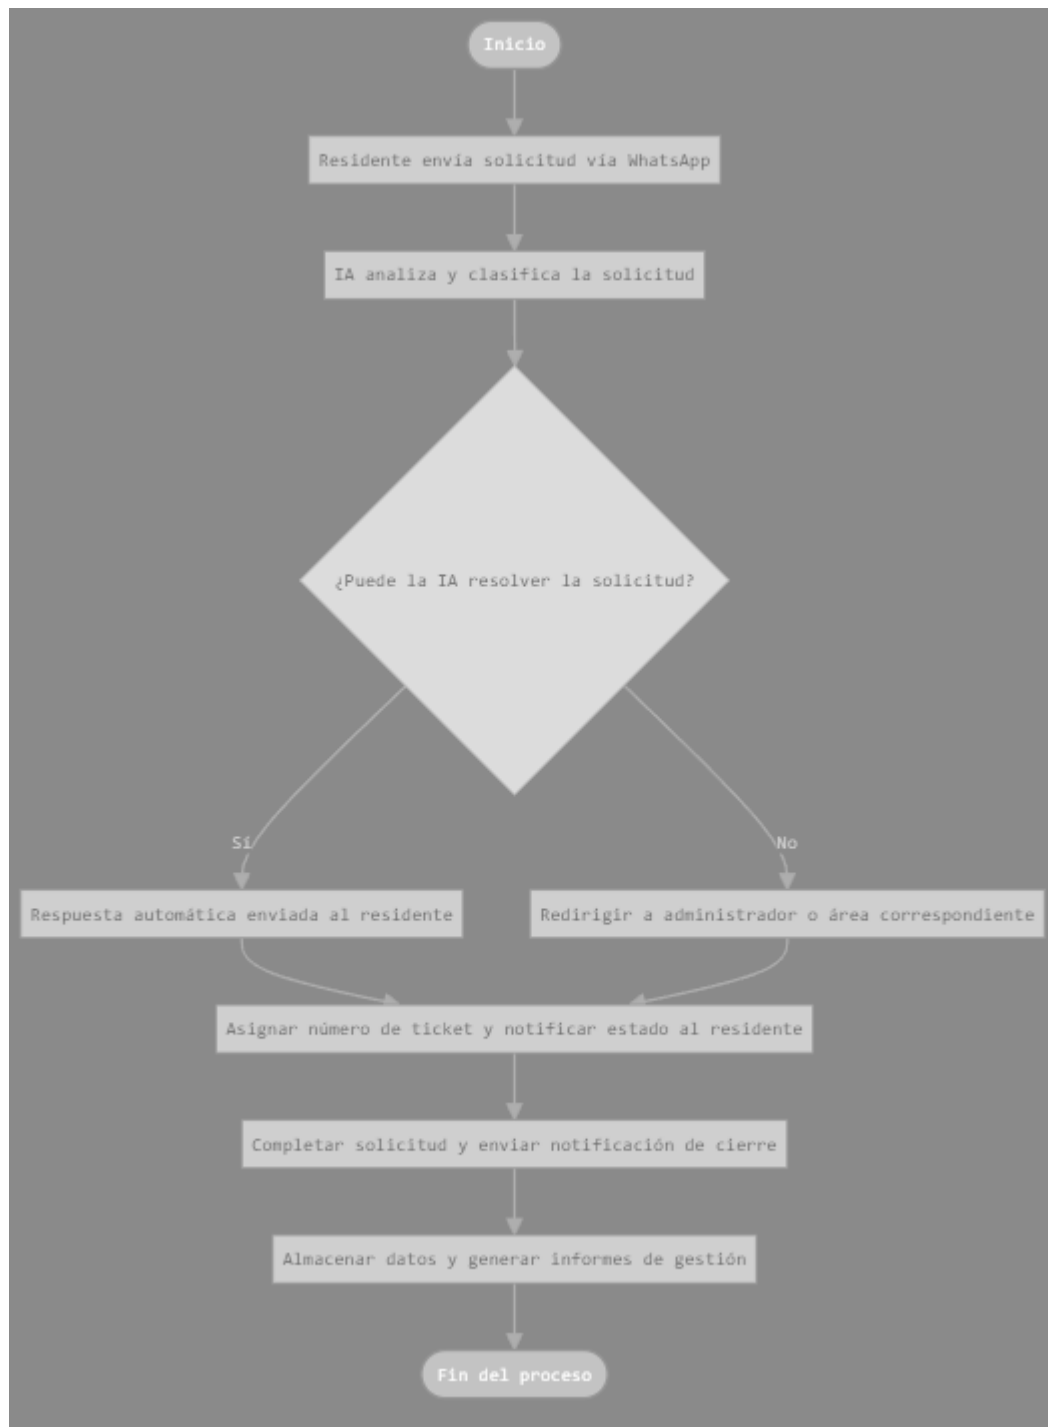 Inicio
Residente envía solicitud vía WhatsApp
IA analiza y clasifica la solicitud
¿Puede la IA resolver la solicitud?
Sí
No
Respuesta automática enviada al residente
Redirigir a administrador o área correspondiente
Asignar número de ticket y notificar estado al residente
Completar solicitud y enviar notificación de cierre
Almacenar datos y generar informes de gestión
Fin del proceso